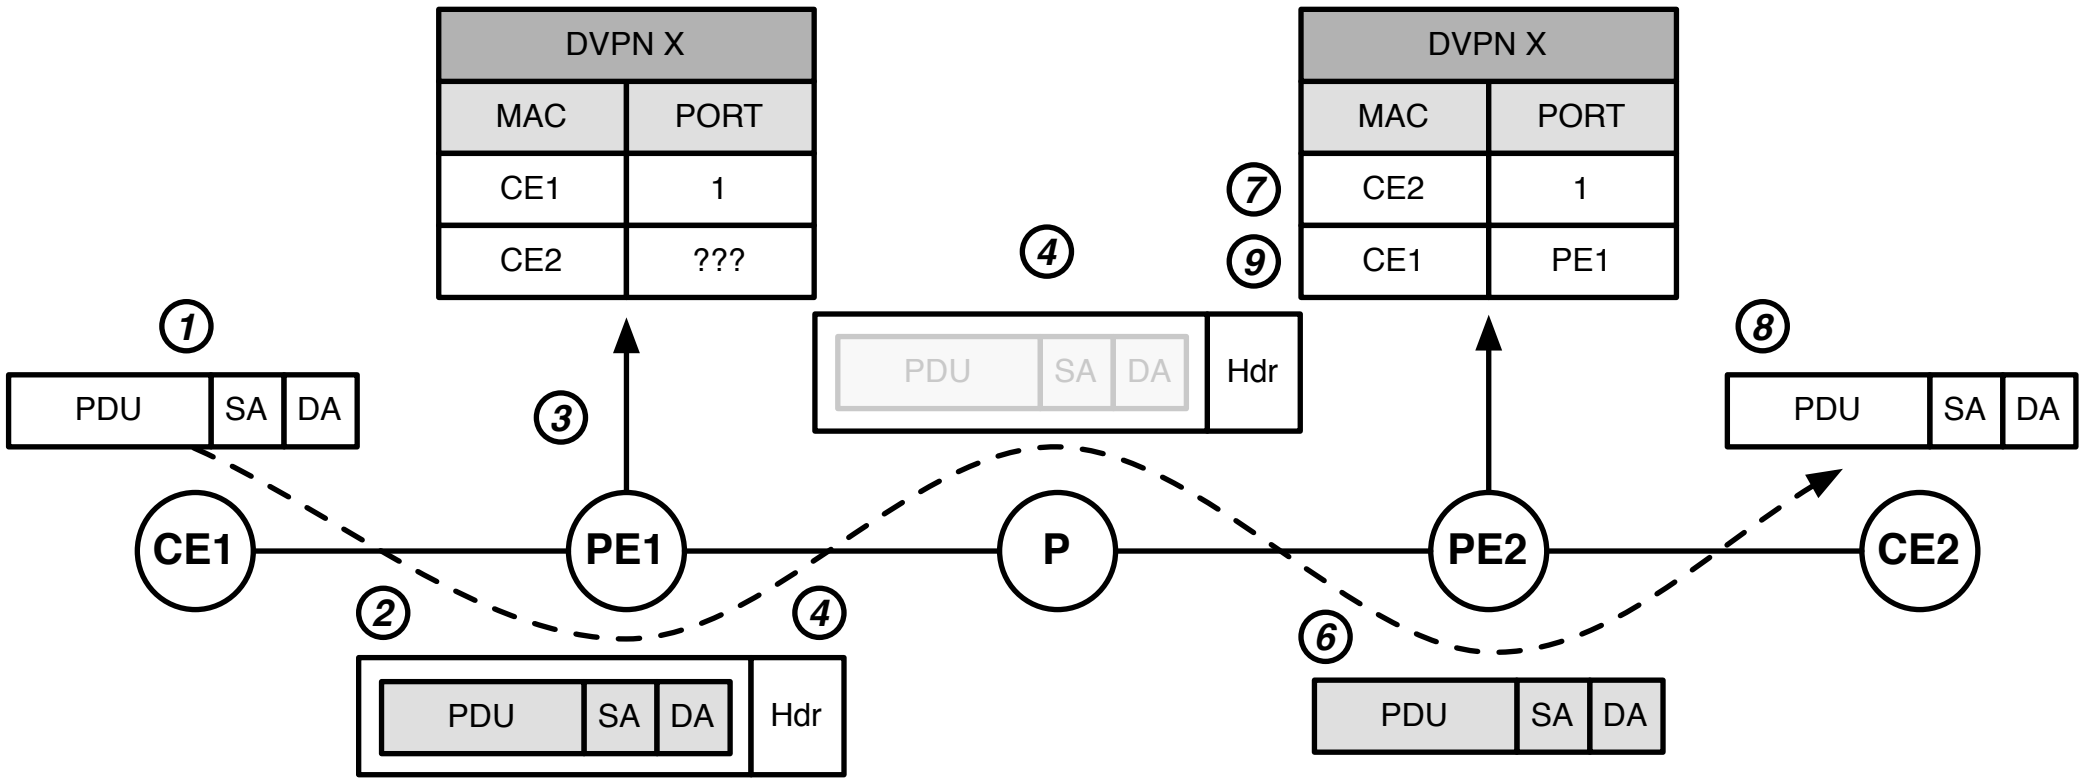 DVPN X
MAC PORT
CE1 1
CE2 ???
DVPN X
MAC PORT
7 CE2 1
9 CE1 PE1
4
PDU SA DA Hdr
1
PDU SA DA
3
8
PDU SA DA
CE1 PE1 P PE2 CE2
2 4
PDU SA DA Hdr
6
PDU SA DA